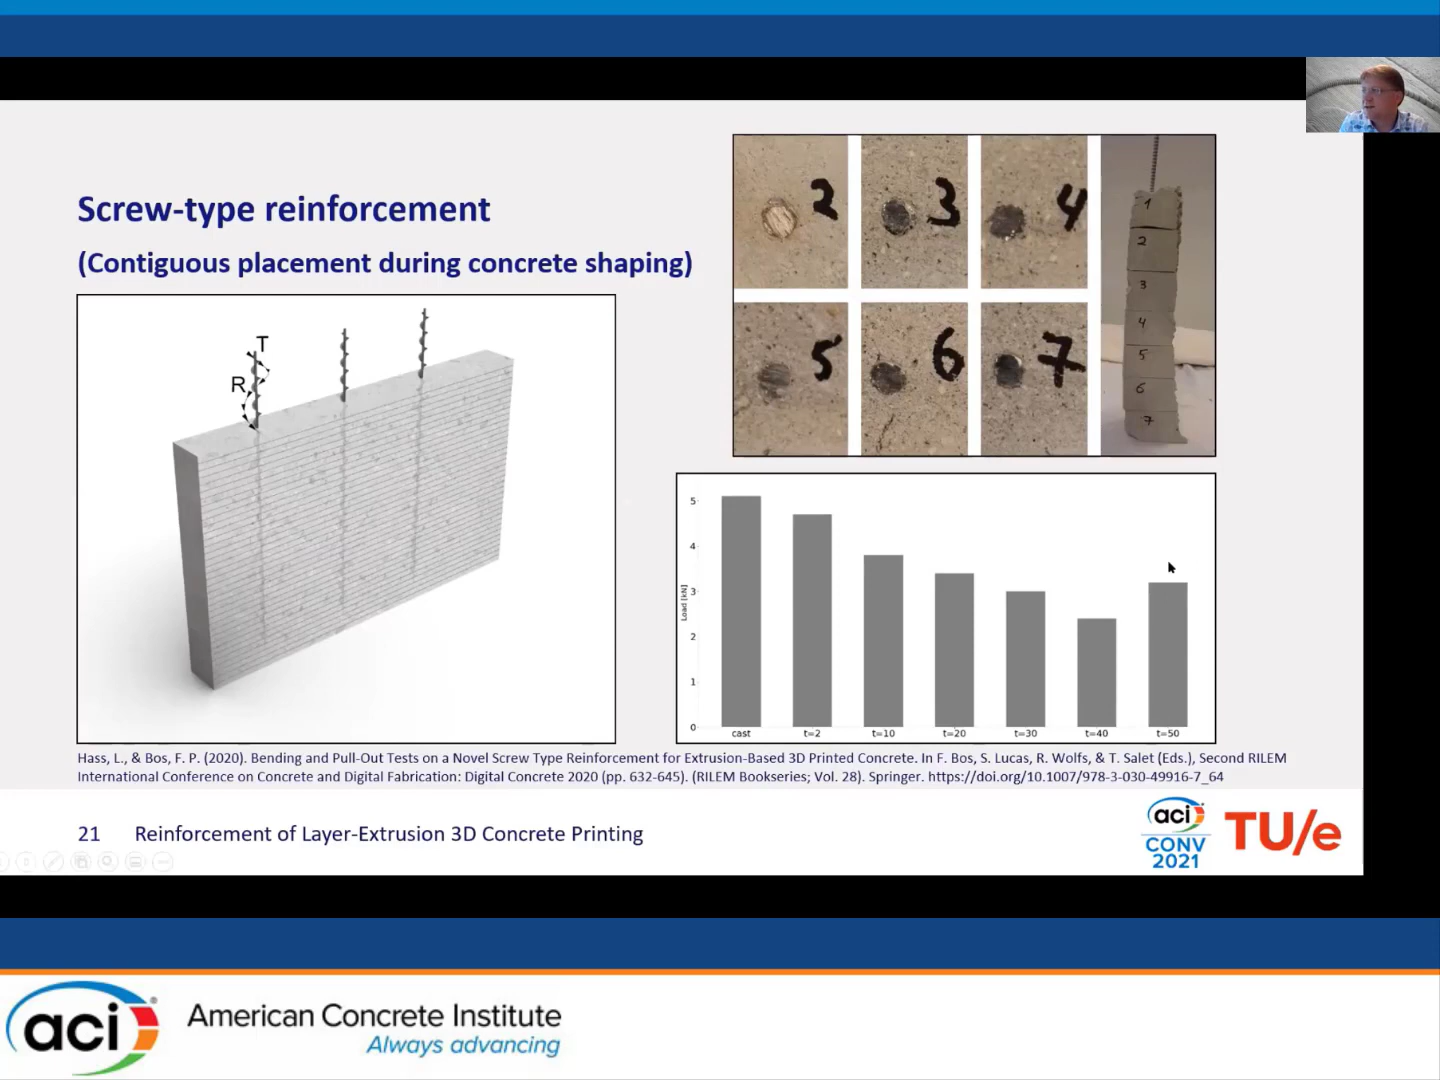 Screw-type reinforcement
(Contiguous placement during concrete shaping)
T
R
2
3
4
5
6
7
1
2
3
4
5
6
7
5
4
3
2
1
0
Load [kN]
cast
t=2
t=10
t=20
t=30
t=40
t=50
Hass, L., & Bos, F. P. (2020). Bending and Pull-Out Tests on a Novel Screw Type Reinforcement for Extrusion-Based 3D Printed Concrete. In F. Bos, S. Lucas, R. Wolfs, & T. Salet (Eds.), Second RILEM
International Conference on Concrete and Digital Fabrication: Digital Concrete 2020 (pp. 632-645). (RILEM Bookseries; Vol. 28). Springer. https://doi.org/10.1007/978-3-030-49916-7_64
21 Reinforcement of Layer-Extrusion 3D Concrete Printing
aci
CONV
2021
TU/e
aci
American Concrete Institute
Always advancing